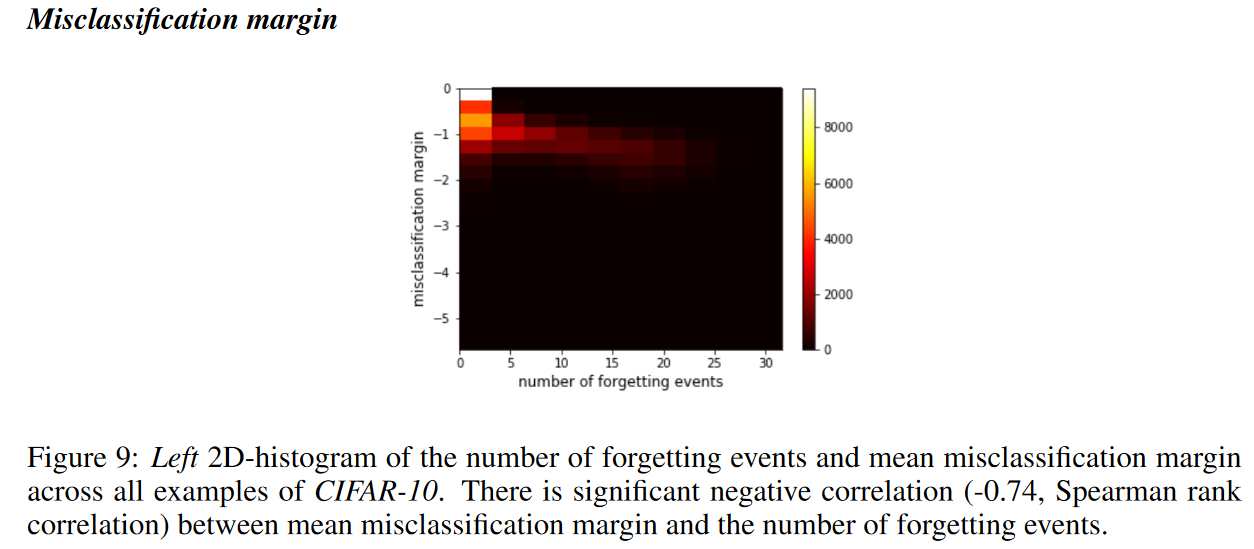 Misclassification margin
0
−1
−2
−3
−4
−5
misclassification margin
0 5 10 15 20 25 30
number of forgetting events
8000
6000
4000
2000
0
Figure 9: Left 2D-histogram of the number of forgetting events and mean misclassification margin
across all examples of CIFAR-10. There is significant negative correlation (-0.74, Spearman rank
correlation) between mean misclassification margin and the number of forgetting events.